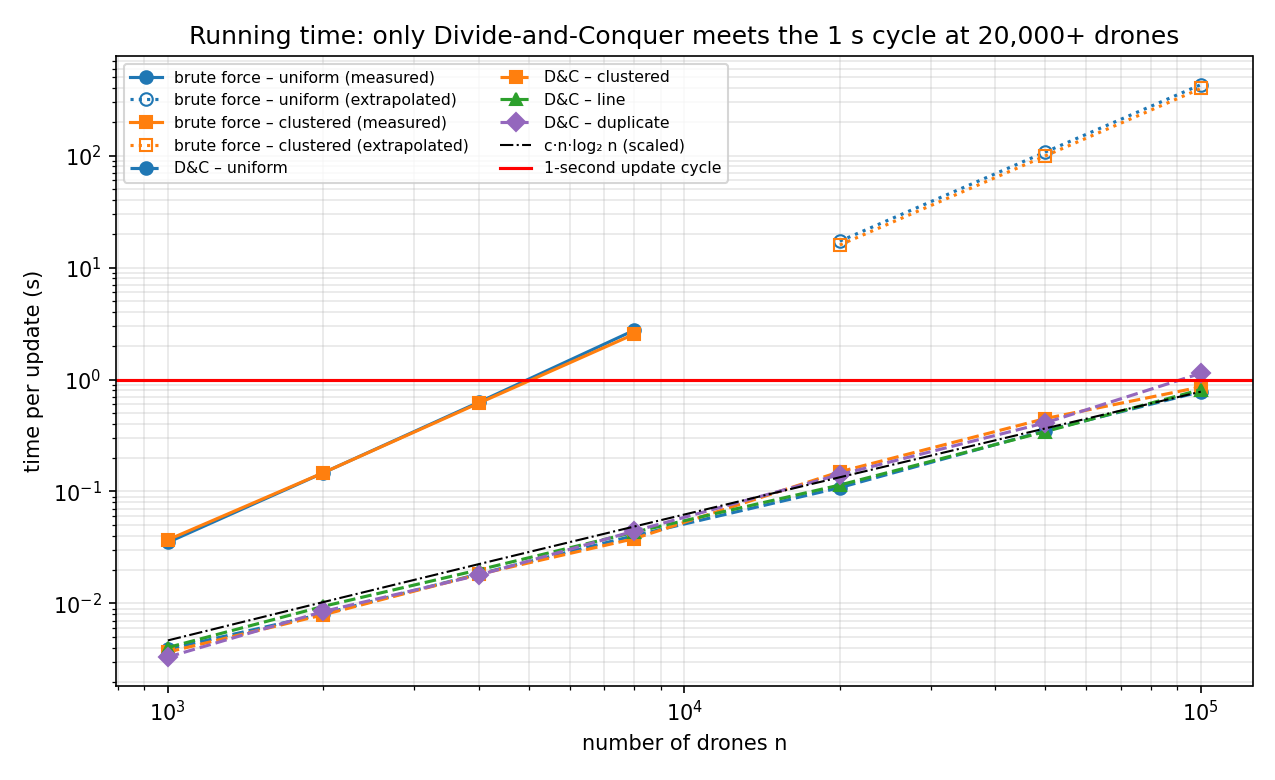 Running time: only Divide-and-Conquer meets the 1 s cycle at 20,000+ drones
brute force – uniform (measured)
brute force – uniform (extrapolated)
brute force – clustered (measured)
brute force – clustered (extrapolated)
D&C – uniform
D&C – clustered
D&C – line
D&C – duplicate
c·n·log₂ n (scaled)
1-second update cycle
time per update (s)
10²
10¹
10⁰
10⁻¹
10⁻²
10³
10⁴
10⁵
number of drones n